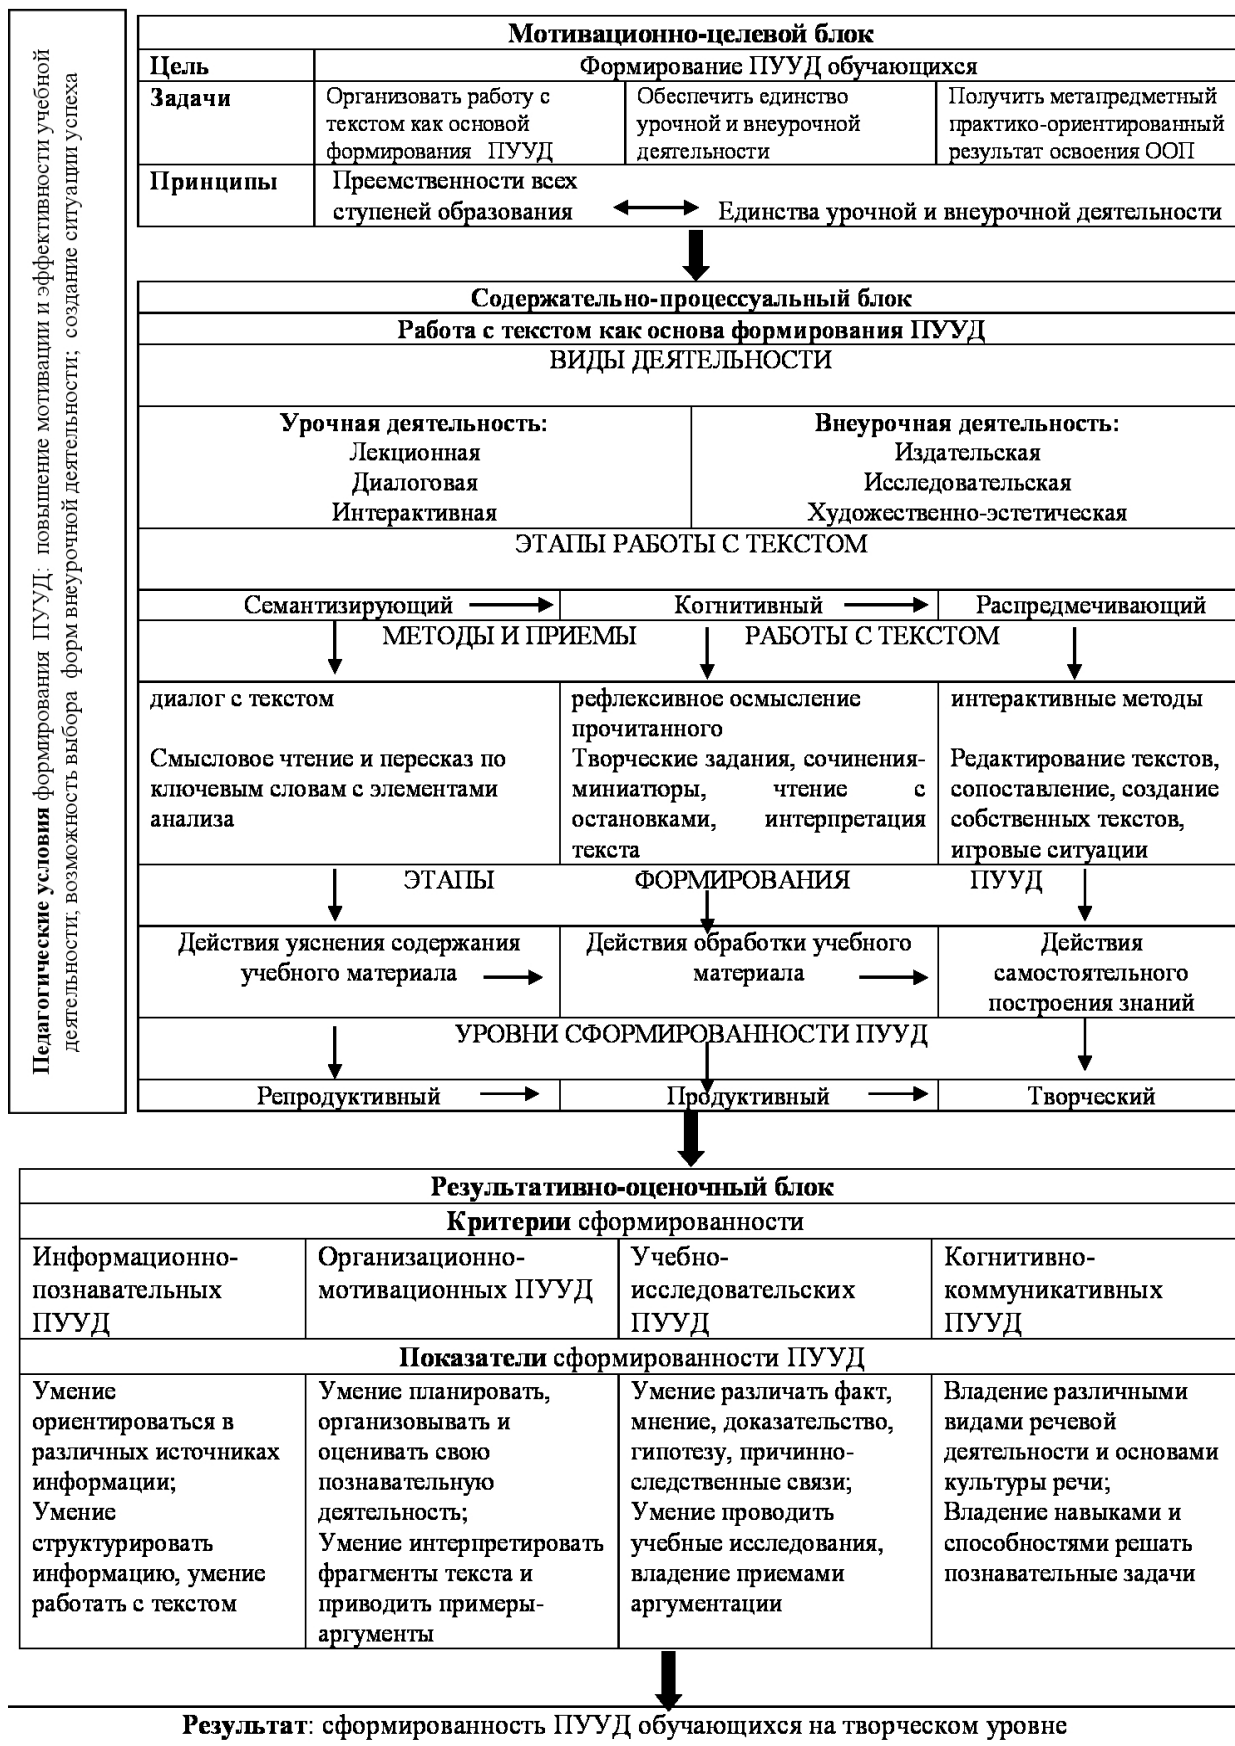 Педагогические условия формирования ПУУД: повышение мотивации и эффективности учебной
деятельности; возможность выбора форм внеурочной деятельности; создание ситуации успеха
Мотивационно-целевой блок
Цель Формирование ПУУД обучающихся
Задачи
Организовать работу с
текстом как основой
формирования ПУУД
Обеспечить единство
урочной и внеурочной
деятельности
Получить метапредметный
практико-ориентированный
результат освоения ООП
Принципы
Преемственности всех
ступеней образования
Единства урочной и внеурочной деятельности
Содержательно-процессуальный блок
Работа с текстом как основа формирования ПУУД
ВИДЫ ДЕЯТЕЛЬНОСТИ
Урочная деятельность:
Лекционная
Диалоговая
Интерактивная
Внеурочная деятельность:
Издательская
Исследовательская
Художественно-эстетическая
ЭТАПЫ РАБОТЫ С ТЕКСТОМ
Семантизирующий Когнитивный Распредмечивающий
МЕТОДЫ И ПРИЕМЫ РАБОТЫ С ТЕКСТОМ
диалог с текстом
Смысловое чтение и пересказ по
ключевым словам с элементами
анализа
рефлексивное осмысление
прочитанного
Творческие задания, сочинения-
миниатюры, чтение с
остановками, интерпретация
текста
интерактивные методы
Редактирование текстов,
сопоставление, создание
собственных текстов,
игровые ситуации
ЭТАПЫ ФОРМИРОВАНИЯ ПУУД
Действия уяснения содержания
учебного материала
Действия обработки учебного
материала
Действия
самостоятельного
построения знаний
УРОВНИ СФОРМИРОВАННОСТИ ПУУД
Репродуктивный Продуктивный Творческий
Результативно-оценочный блок
Критерии сформированности
Информационно-
познавательных
ПУУД
Организационно-
мотивационных ПУУД
Учебно-
исследовательских
ПУУД
Когнитивно-
коммуникативных
ПУУД
Показатели сформированности ПУУД
Умение
ориентироваться в
различных источниках
информации;
Умение
структурировать
информацию, умение
работать с текстом
Умение планировать,
организовывать и
оценивать свою
познавательную
деятельность;
Умение интерпретировать
фрагменты текста и
приводить примеры-
аргументы
Умение различать факт,
мнение, доказательство,
гипотезу, причинно-
следственные связи;
Умение проводить
учебные исследования,
владение приемами
аргументации
Владение различными
видами речевой
деятельности и основами
культуры речи;
Владение навыками и
способностями решать
познавательные задачи
Результат: сформированность ПУУД обучающихся на творческом уровне